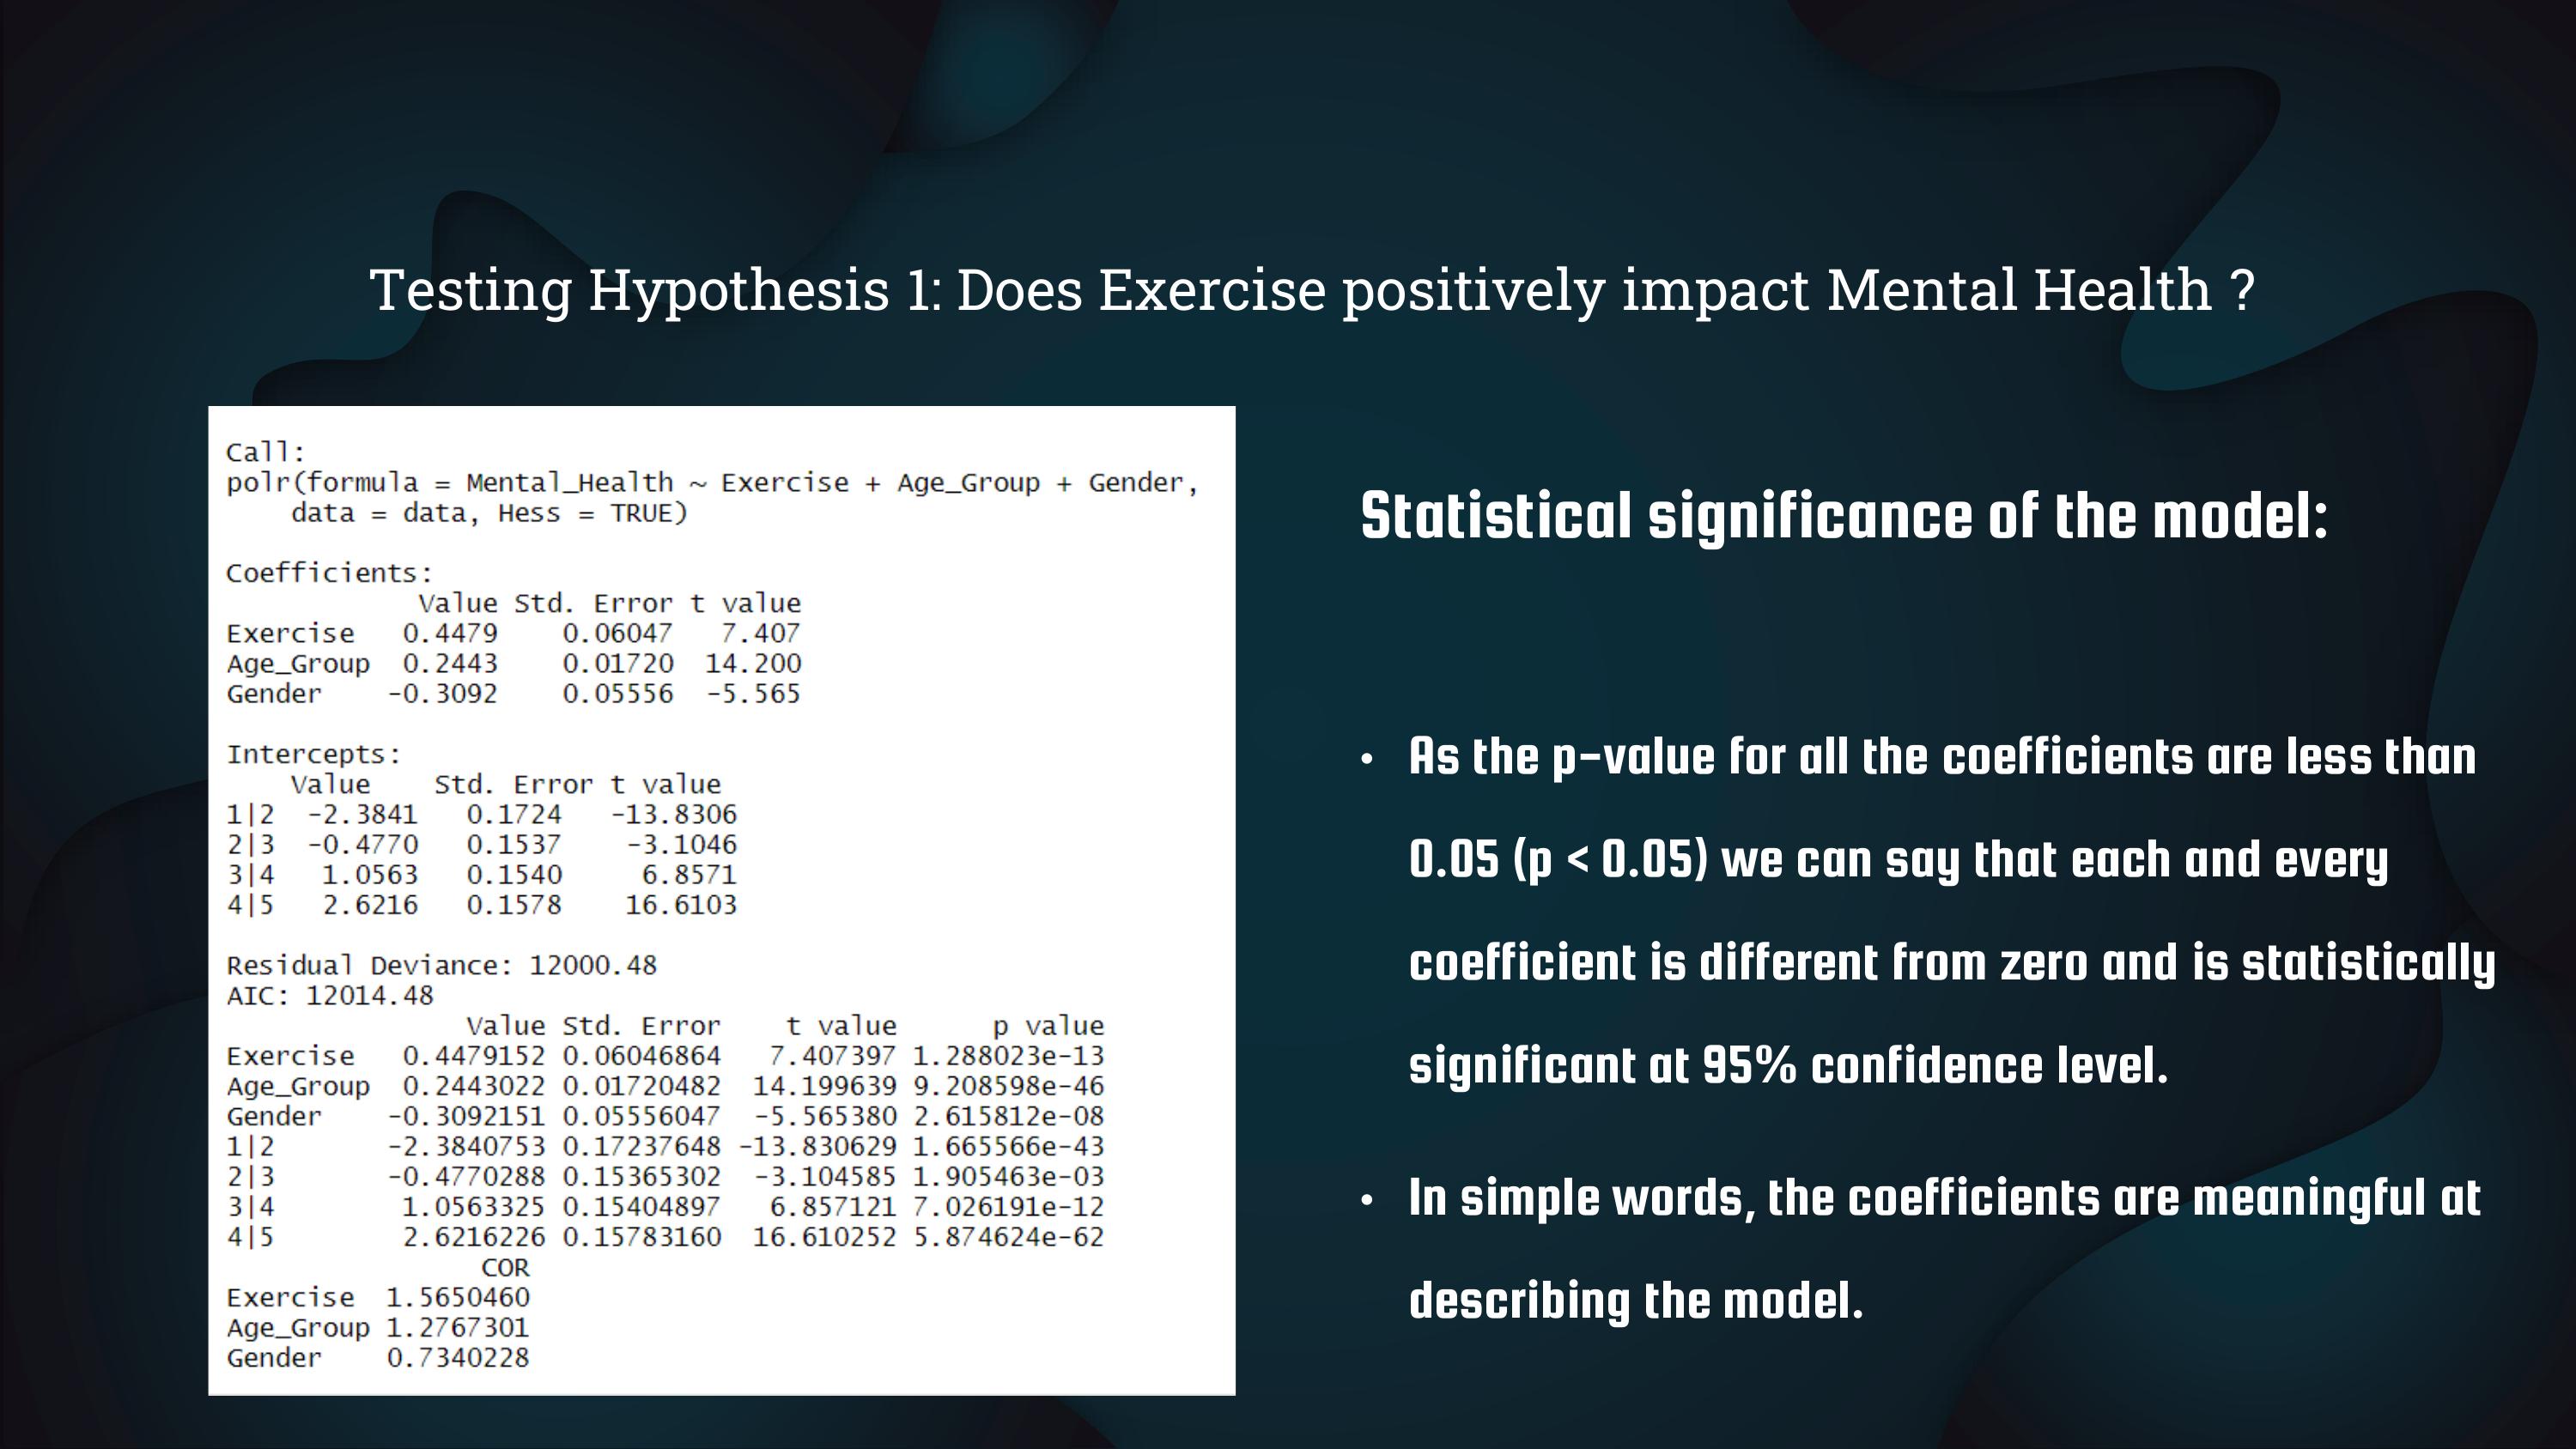 Testing Hypothesis 1: Does Exercise positively impact Mental Health ?
Call:
polr(formula = Mental_Health ~ Exercise + Age_Group + Gender,
    data = data, Hess = TRUE)
Coefficients:
            Value Std. Error t value
Exercise   0.4479    0.06047   7.407
Age_Group  0.2443    0.01720  14.200
Gender    -0.3092    0.05556  -5.565
Intercepts:
    Value    Std. Error t value
1|2  -2.3841   0.1724   -13.8306
2|3  -0.4770   0.1537    -3.1046
3|4   1.0563   0.1540     6.8571
4|5   2.6216   0.1578    16.6103
Residual Deviance: 12000.48
AIC: 12014.48
               Value Std. Error    t value      p value
Exercise   0.4479152 0.06046864   7.407397 1.288023e-13
Age_Group  0.2443022 0.01720482  14.199639 9.208598e-46
Gender    -0.3092151 0.05556047  -5.565380 2.615812e-08
1|2       -2.3840753 0.17237648 -13.830629 1.665566e-43
2|3       -0.4770288 0.15365302  -3.104585 1.905463e-03
3|4        1.0563325 0.15404897   6.857121 7.026191e-12
4|5        2.6216226 0.15783160  16.610252 5.874624e-62
                COR
Exercise  1.5650460
Age_Group 1.2767301
Gender    0.7340228
Statistical significance of the model:
• As the p-value for all the coefficients are less than
0.05 (p < 0.05) we can say that each and every
coefficient is different from zero and is statistically
significant at 95% confidence level.
• In simple words, the coefficients are meaningful at
describing the model.